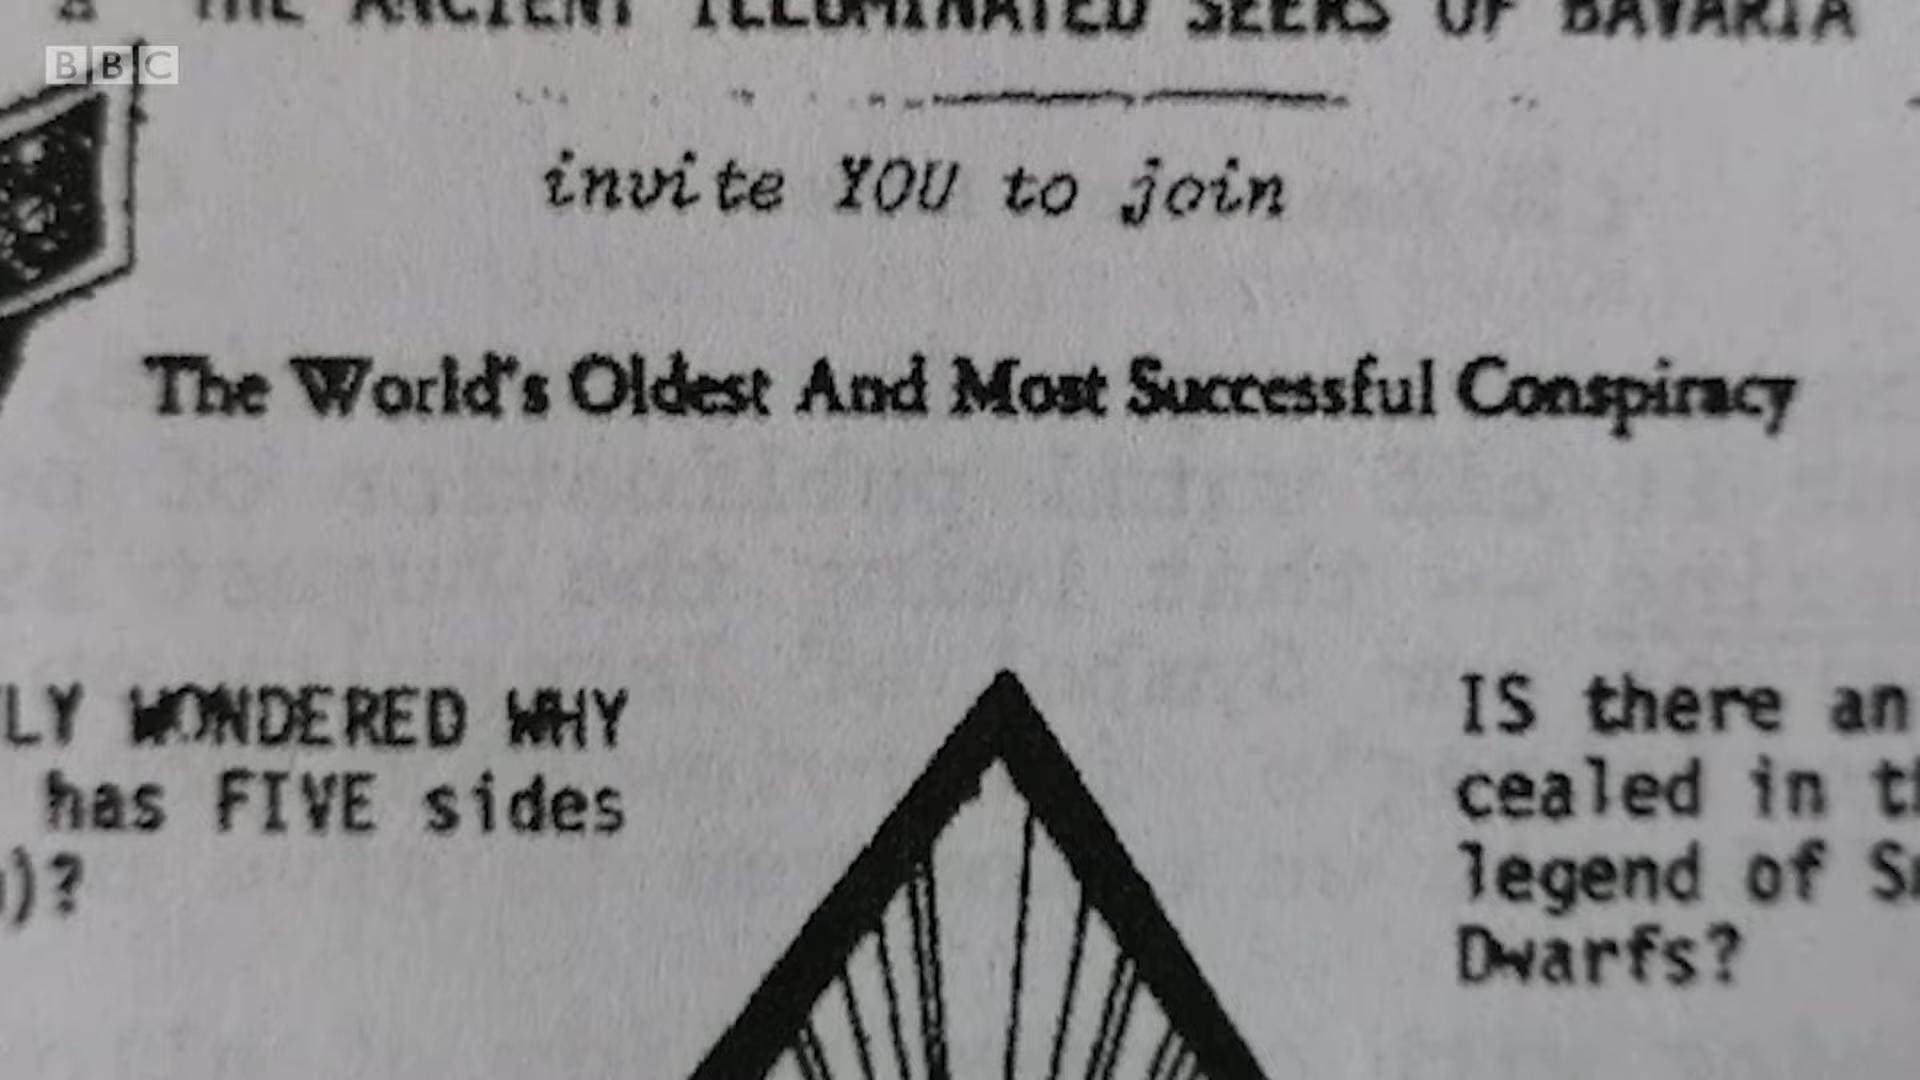 THE ANCIENT ILLUMINATED SEERS OF BAVARIA
BBC
invite YOU to join
The World's Oldest And Most Successful Conspiracy
LY WONDERED WHY
has FIVE sides
)?
IS there an
cealed in th
legend of Sn
Dwarfs?